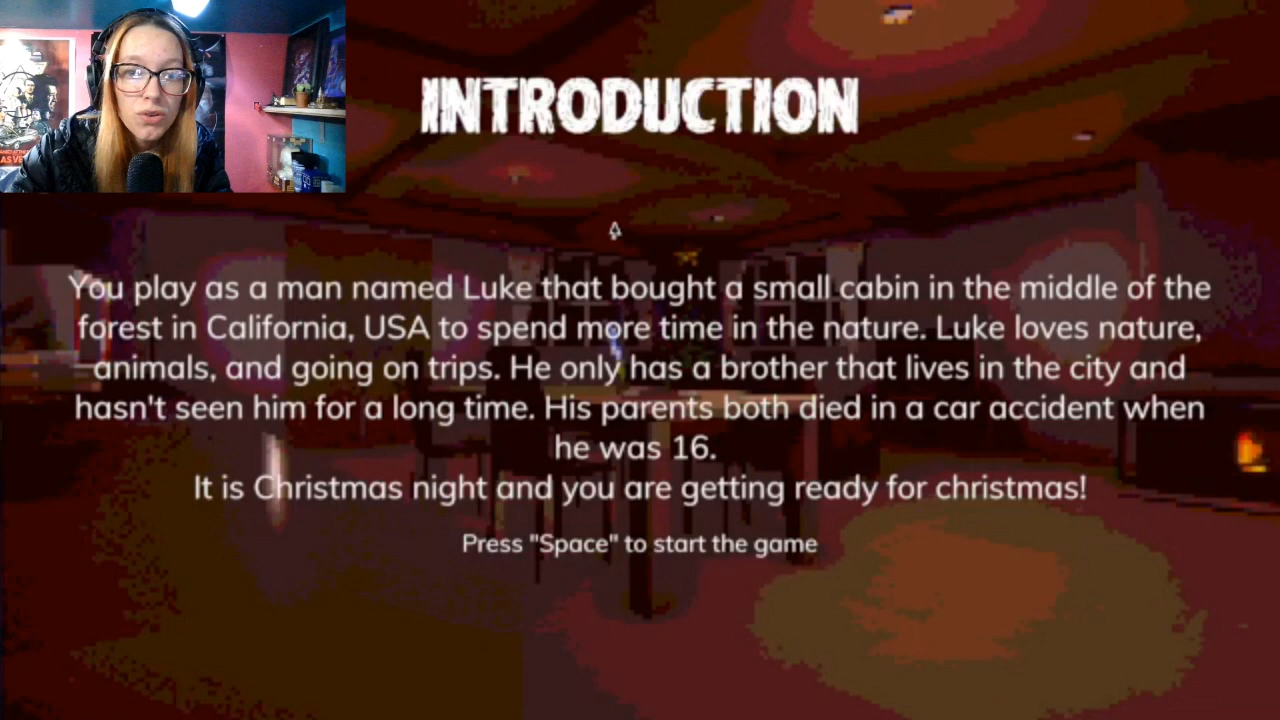 INTRODUCTION
You play as a man named Luke that bought a small cabin in the middle of the
forest in California, USA to spend more time in the nature. Luke loves nature,
animals, and going on trips. He only has a brother that lives in the city and
hasn't seen him for a long time. His parents both died in a car accident when
he was 16.
It is Christmas night and you are getting ready for christmas!
Press "Space" to start the game